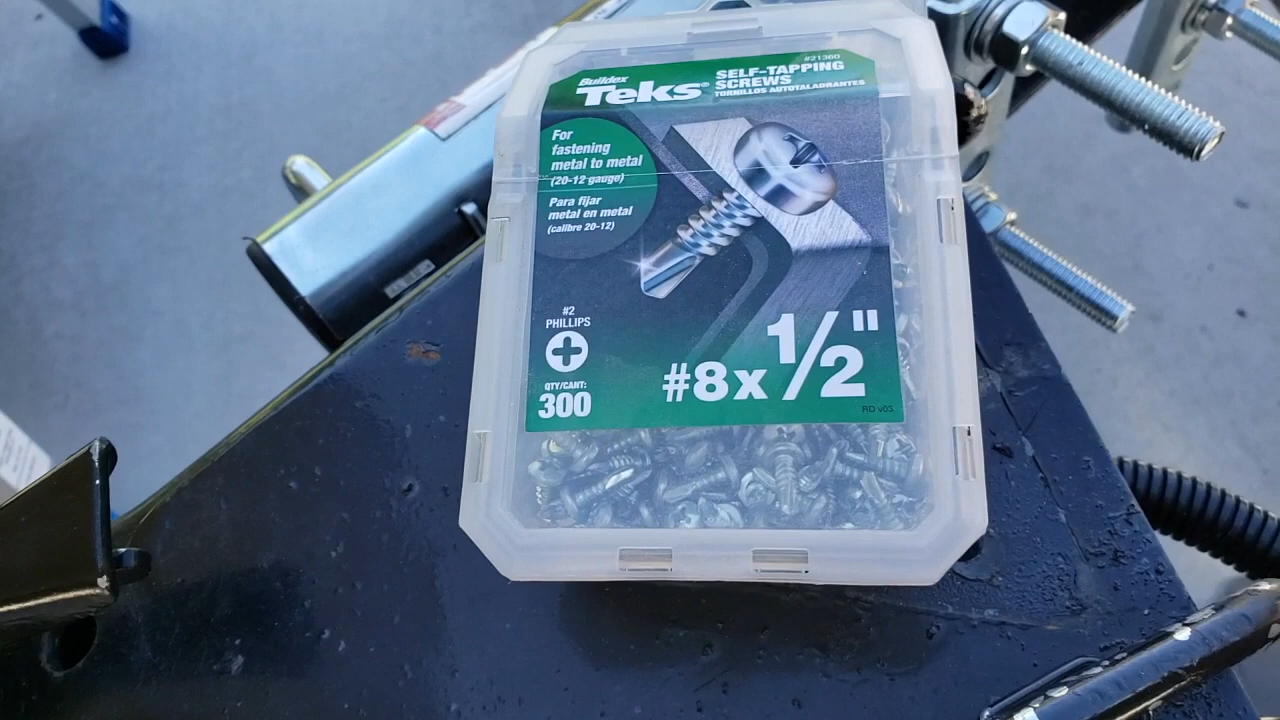 #21360
Buildex
Teks® SELF-TAPPING
SCREWS
TORNILLOS AUTOTALADRANTES
For
fastening
metal to metal
(20-12 gauge)
Para fijar
metal en metal
(calibre 20-12)
#2
PHILLIPS
QTY/CANT:
300
#8x1/2"
RD v03